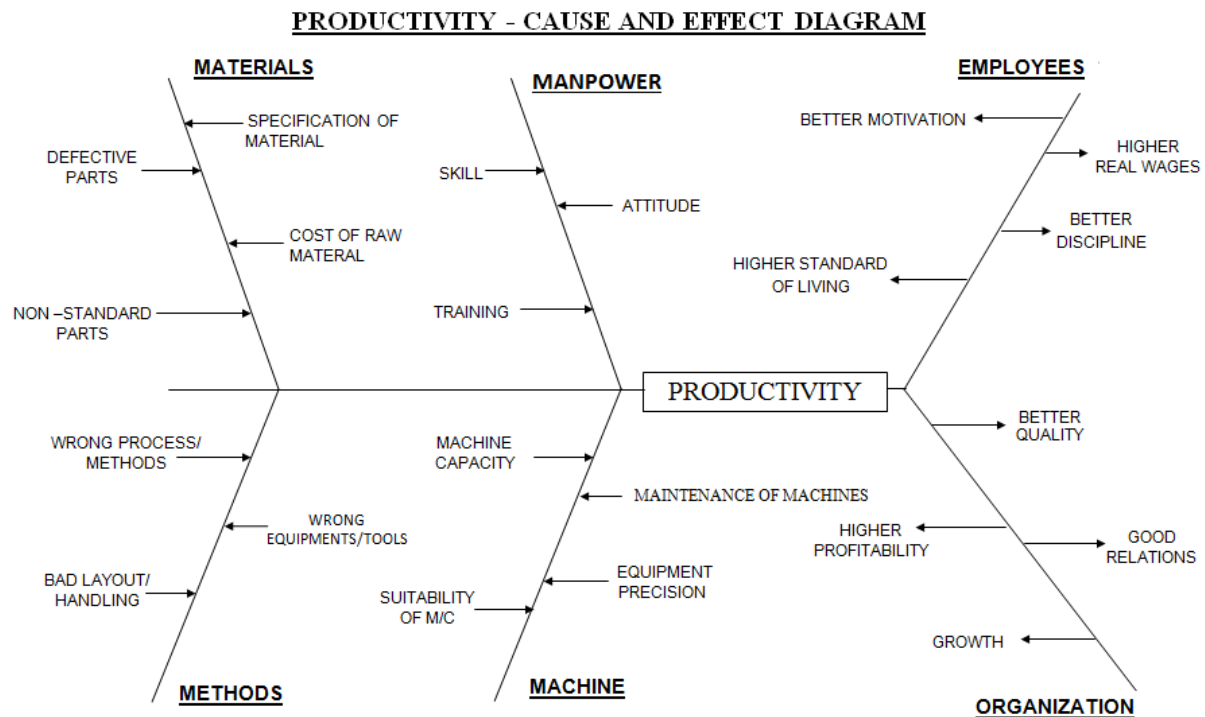 PRODUCTIVITY - CAUSE AND EFFECT DIAGRAM
MATERIALS
SPECIFICATION OF
MATERIAL
DEFECTIVE
PARTS
COST OF RAW
MATERAL
NON –STANDARD
PARTS
MANPOWER
SKILL
ATTITUDE
TRAINING
EMPLOYEES
BETTER MOTIVATION
HIGHER
REAL WAGES
BETTER
DISCIPLINE
HIGHER STANDARD
OF LIVING
PRODUCTIVITY
WRONG PROCESS/
METHODS
WRONG
EQUIPMENTS/TOOLS
BAD LAYOUT/
HANDLING
METHODS
MACHINE
CAPACITY
MAINTENANCE OF MACHINES
EQUIPMENT
PRECISION
SUITABILITY
OF M/C
MACHINE
BETTER
QUALITY
HIGHER
PROFITABILITY
GOOD
RELATIONS
GROWTH
ORGANIZATION